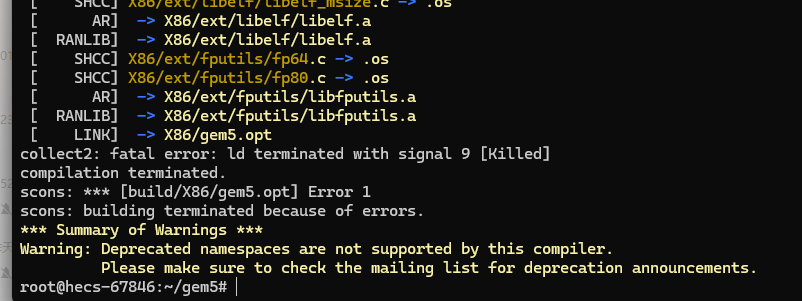 [    SHCC] X86/ext/libelf/libelf_msize.c -> .os
[      AR]  -> X86/ext/libelf/libelf.a
[  RANLIB]  -> X86/ext/libelf/libelf.a
[    SHCC] X86/ext/fputils/fp64.c -> .os
[    SHCC] X86/ext/fputils/fp80.c -> .os
[      AR]  -> X86/ext/fputils/libfputils.a
[  RANLIB]  -> X86/ext/fputils/libfputils.a
[    LINK]  -> X86/gem5.opt
collect2: fatal error: ld terminated with signal 9 [Killed]
compilation terminated.
scons: *** [build/X86/gem5.opt] Error 1
scons: building terminated because of errors.
*** Summary of Warnings ***
Warning: Deprecated namespaces are not supported by this compiler.
         Please make sure to check the mailing list for deprecation announcements.
root@hecs-67846:~/gem5#